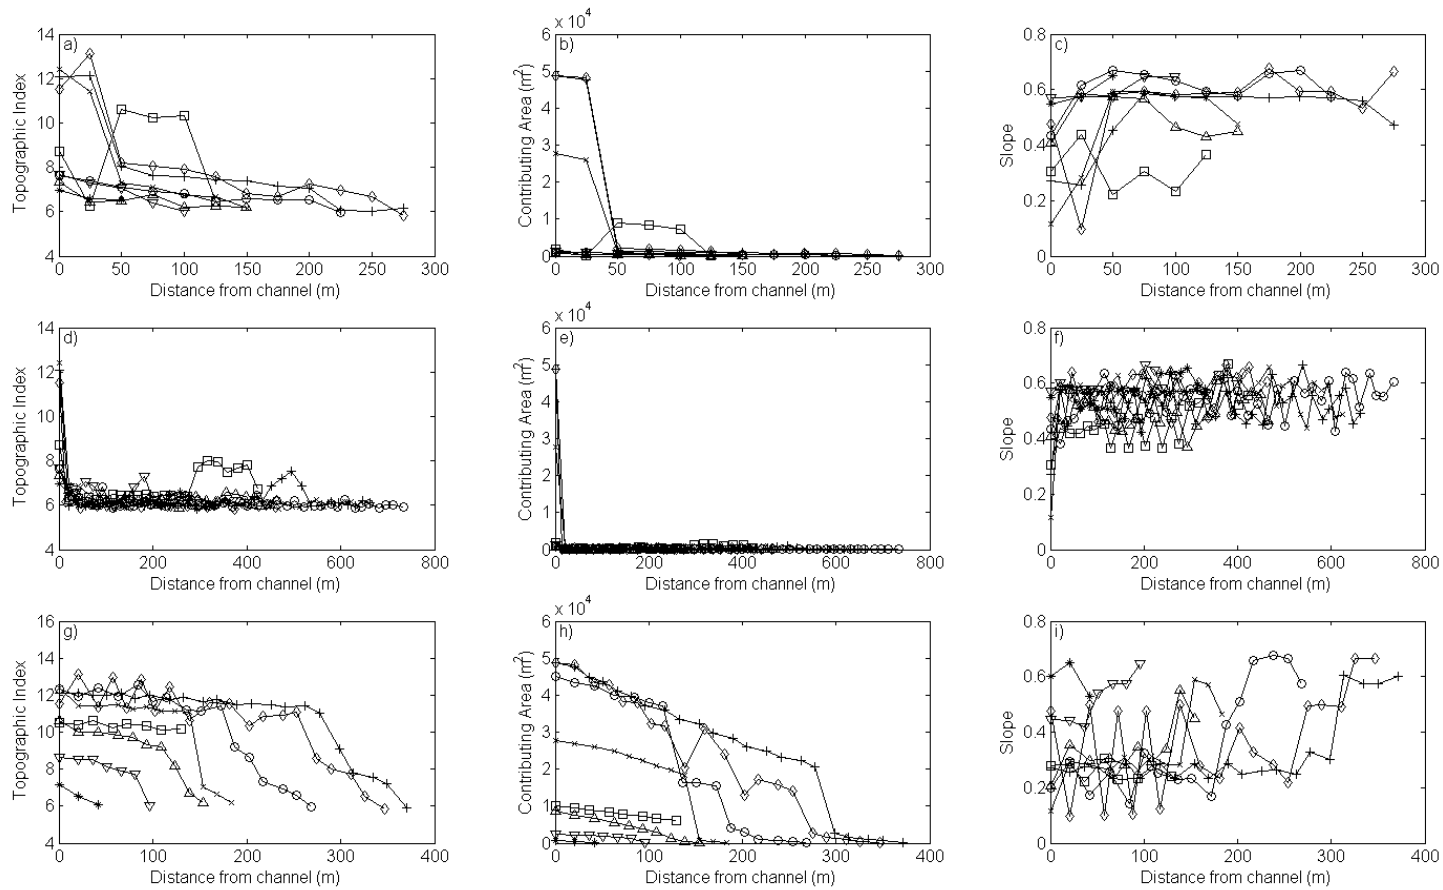 a)
14
12
10
8
6
4
Topographic Index
0 50 100 150 200 250 300
Distance from channel (m)
b)
x 10^4
6
5
4
3
2
1
0
Contributing Area (m²)
0 50 100 150 200 250 300
Distance from channel (m)
c)
0.8
0.6
0.4
0.2
0
Slope
0 50 100 150 200 250 300
Distance from channel (m)
d)
14
12
10
8
6
4
Topographic Index
0 200 400 600 800
Distance from channel (m)
e)
x 10^4
6
5
4
3
2
1
0
Contributing Area (m²)
0 200 400 600 800
Distance from channel (m)
f)
0.8
0.6
0.4
0.2
0
Slope
0 200 400 600 800
Distance from channel (m)
g)
16
14
12
10
8
6
4
Topographic Index
0 100 200 300 400
Distance from channel (m)
h)
x 10^4
6
5
4
3
2
1
0
Contributing Area (m²)
0 100 200 300 400
Distance from channel (m)
i)
0.8
0.6
0.4
0.2
0
Slope
0 100 200 300 400
Distance from channel (m)